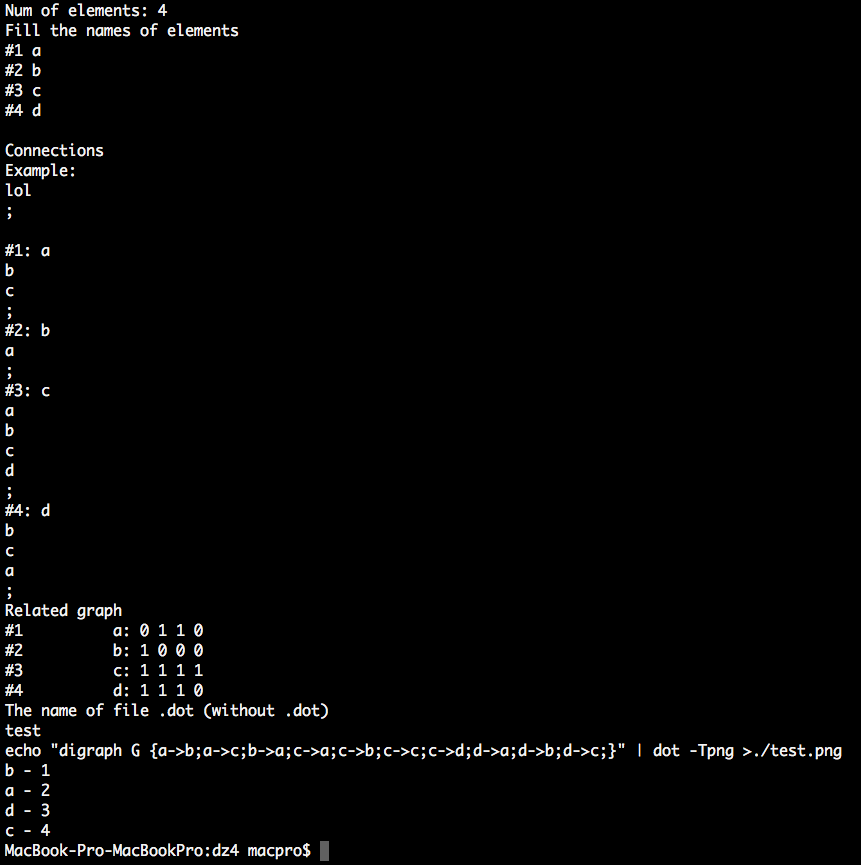 Num of elements: 4
Fill the names of elements
#1 a
#2 b
#3 c
#4 d
Connections
Example:
lol
;
#1: a
b
c
;
#2: b
a
;
#3: c
a
b
c
d
;
#4: d
b
c
a
;
Related graph
#1 a: 0 1 1 0
#2 b: 1 0 0 0
#3 c: 1 1 1 1
#4 d: 1 1 1 0
The name of file .dot (without .dot)
test
echo "digraph G {a->b;a->c;b->a;c->a;c->b;c->c;c->d;d->a;d->b;d->c;}" | dot -Tpng >./test.png
b - 1
a - 2
d - 3
c - 4
MacBook-Pro-MacBookPro:dz4 macpro$